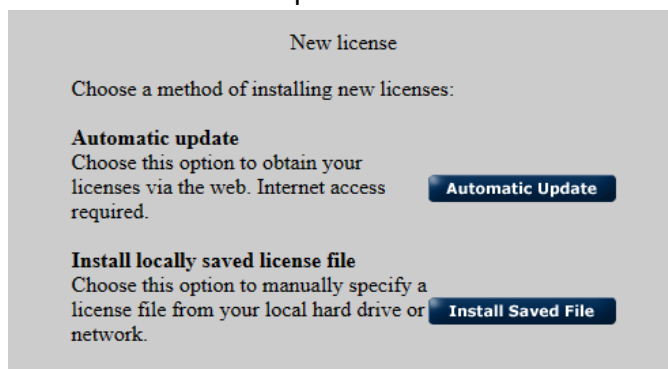 New license
Choose a method of installing new licenses:
Automatic update
Choose this option to obtain your
licenses via the web. Internet access
required.
Automatic Update
Install locally saved license file
Choose this option to manually specify a
license file from your local hard drive or
network.
Install Saved File